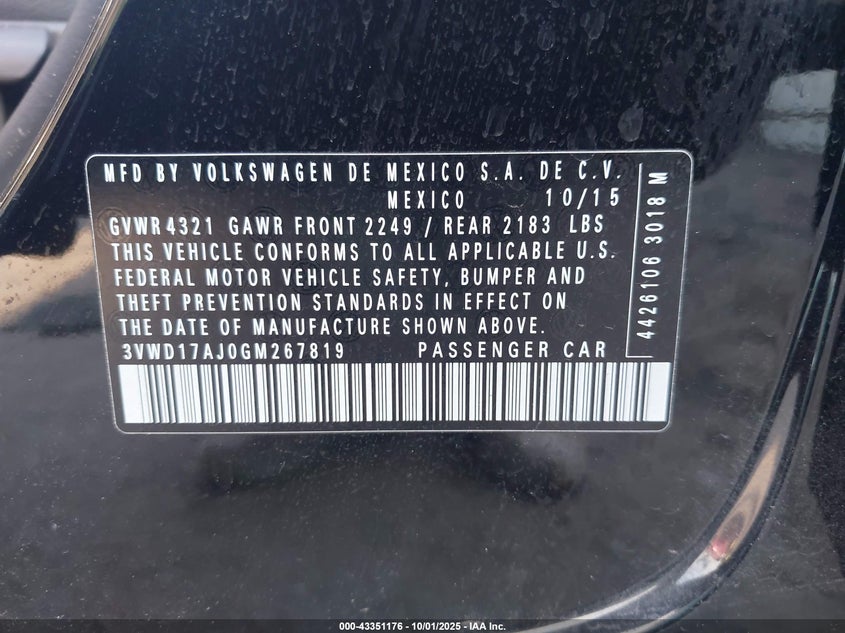 MFD BY VOLKSWAGEN DE MEXICO S.A. DE C.V.
MEXICO 10/15
GVWR 4321 GAWR FRONT 2249 / REAR 2183 LBS
THIS VEHICLE CONFORMS TO ALL APPLICABLE U.S.
FEDERAL MOTOR VEHICLE SAFETY, BUMPER AND
THEFT PREVENTION STANDARDS IN EFFECT ON
THE DATE OF MANUFACTURE SHOWN ABOVE.
3VWD17AJ0GM267819 PASSENGER CAR
4426106 3018 M
000-43351176 - 10/01/2025 - IAA Inc.